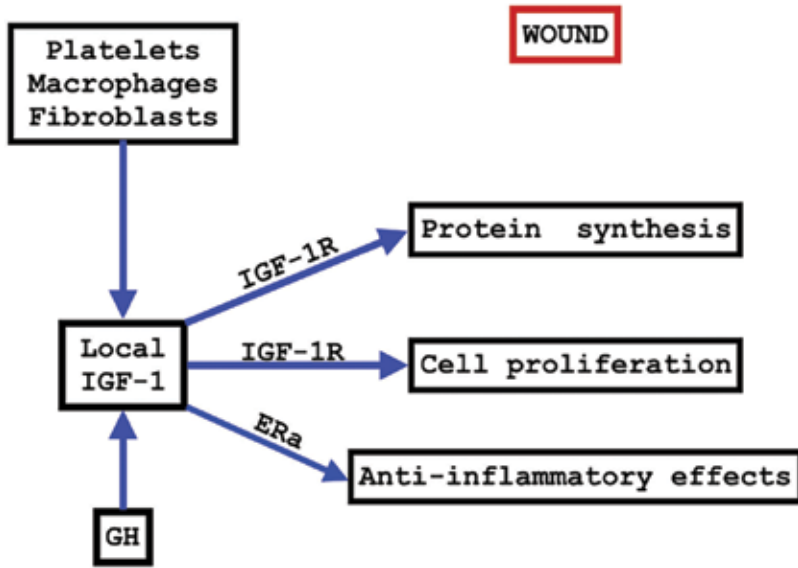 Platelets
Macrophages
Fibroblasts
WOUND
IGF-1R
Protein synthesis
Local
IGF-1
IGF-1R
Cell proliferation
ERa
Anti-inflammatory effects
GH